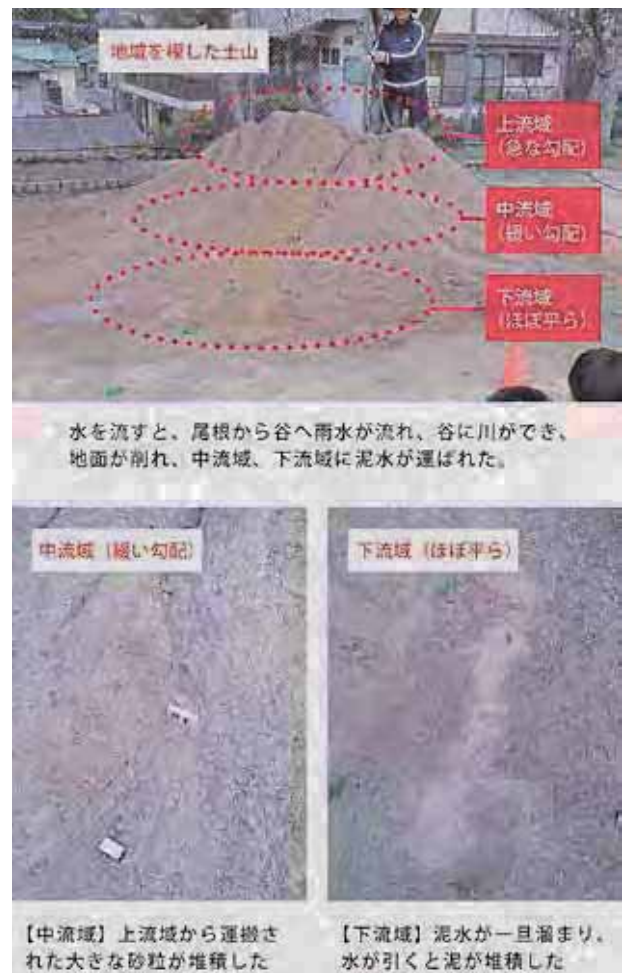 地域を模した土山
上流域
(急な勾配)
中流域
(緩い勾配)
下流域
(ほぼ平ら)
水を流すと、尾根から谷へ雨水が流れ、谷に川ができ、
地面が削れ、中流域、下流域に泥水が運ばれた。
中流域(緩い勾配)
下流域(ほぼ平ら)
【中流域】上流域から運搬さ
れた大きな砂粒が堆積した
【下流域】泥水が一旦溜まり、
水が引くと泥が堆積した